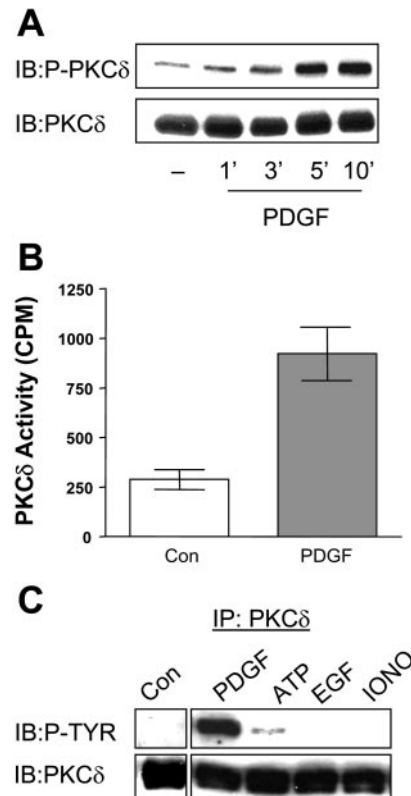 A
IB:P-PKCδ
IB:PKCδ
– 1' 3' 5' 10'
PDGF
B
PKCδ Activity (CPM)
1250
1000
750
500
250
0
Con PDGF
C
IP: PKCδ
Con PDGF ATP EGF IONO
IB:P-TYR
IB:PKCδ